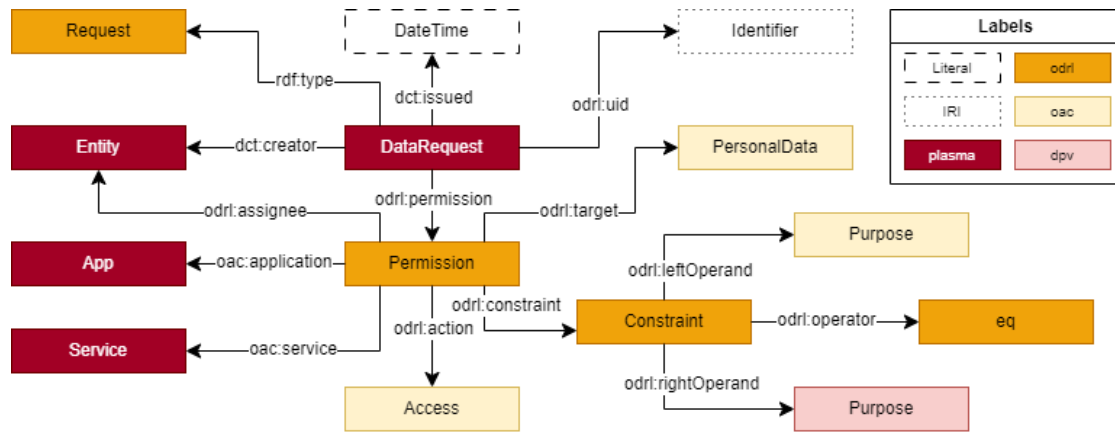 Request
DateTime
Identifier
Labels
Literal
odrl
rdf:type
dct:issued
odrl:uid
IRI
oac
Entity
dct:creator
DataRequest
PersonalData
plasma
dpv
odrl:permission
odrl:assignee
odrl:target
Purpose
App
oac:application
Permission
odrl:leftOperand
odrl:constraint
odrl:action
Constraint
odrl:operator
eq
Service
oac:service
odrl:rightOperand
Access
Purpose